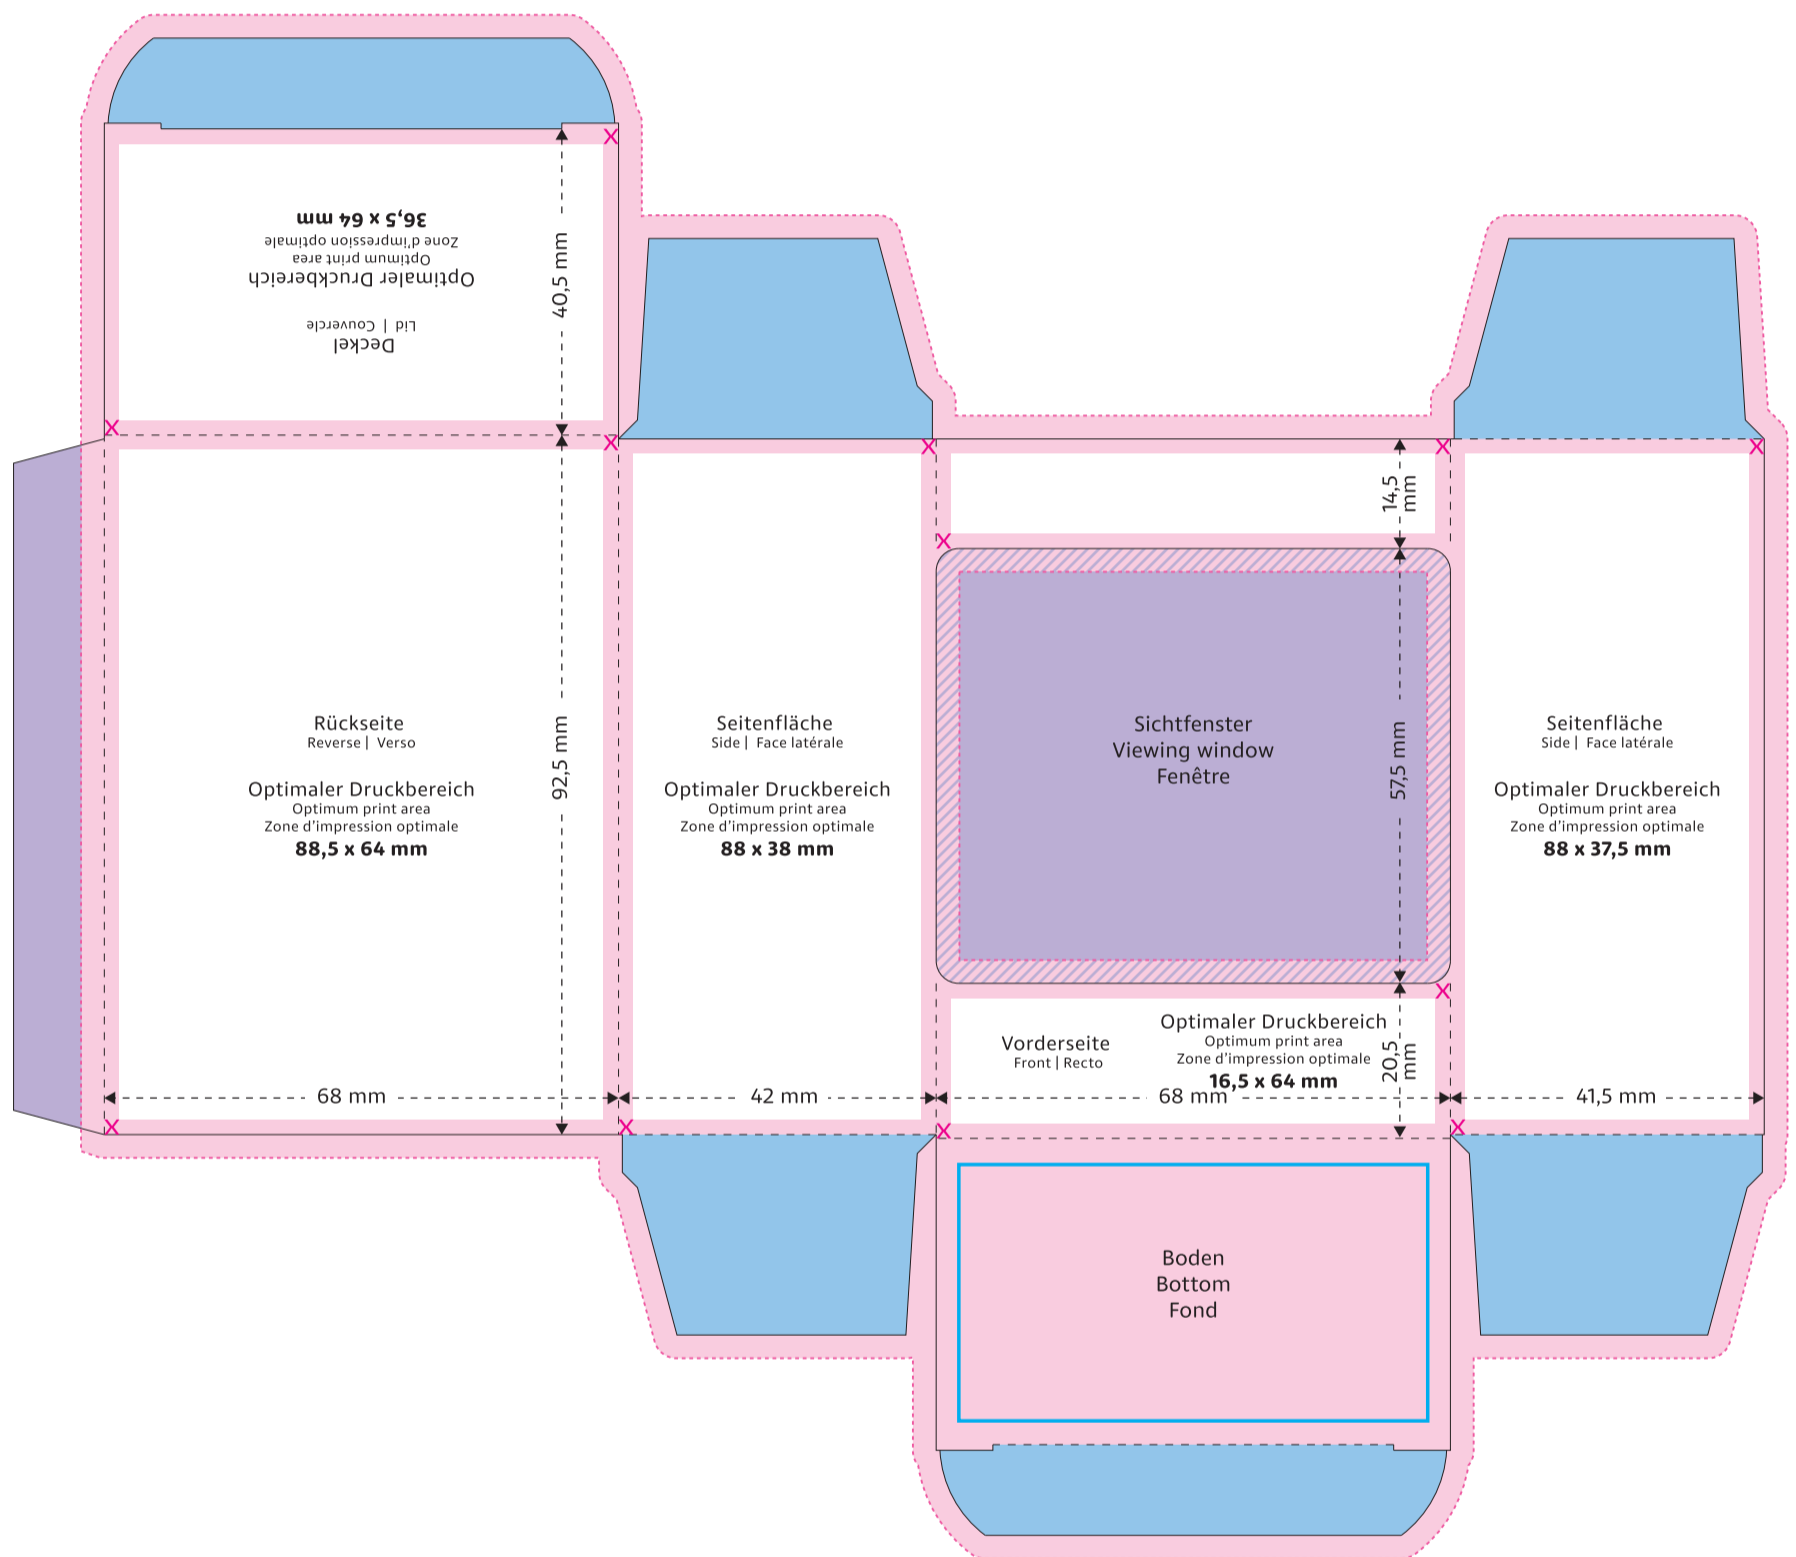 36,5 x 64 mm
Zone d’impression optimale
Optimum print area
Optimaler Druckbereich
Lid | Couvercle
Deckel
40,5 mm
14,5 mm
Rückseite
Reverse | Verso
Optimaler Druckbereich
Optimum print area
Zone d’impression optimale
88,5 x 64 mm
92,5 mm
Seitenfläche
Side | Face latérale
Optimaler Druckbereich
Optimum print area
Zone d’impression optimale
88 x 38 mm
Sichtfenster
Viewing window
Fenêtre
57,5 mm
Seitenfläche
Side | Face latérale
Optimaler Druckbereich
Optimum print area
Zone d’impression optimale
88 x 37,5 mm
Vorderseite
Front | Recto
Optimaler Druckbereich
Optimum print area
Zone d’impression optimale
16,5 x 64 mm
20,5 mm
68 mm
42 mm
68 mm
41,5 mm
Boden
Bottom
Fond